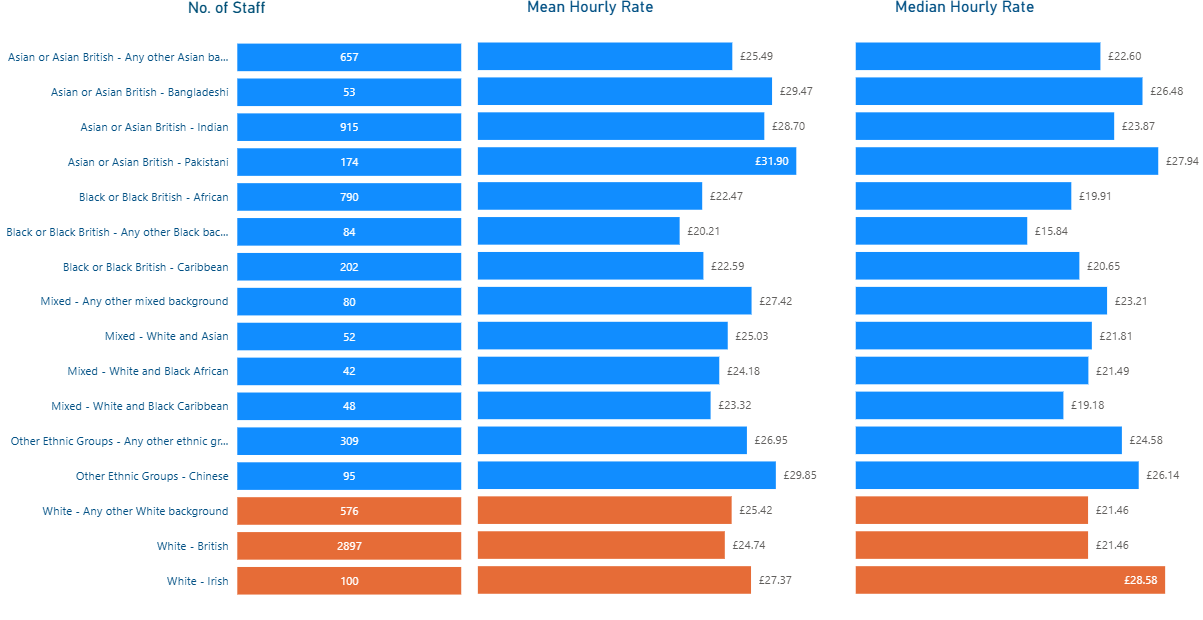 No. of Staff Mean Hourly Rate Median Hourly Rate
Asian or Asian British - Any other Asian ba... 657 £25.49 £22.60
Asian or Asian British - Bangladeshi 53 £29.47 £26.48
Asian or Asian British - Indian 915 £28.70 £23.87
Asian or Asian British - Pakistani 174 £31.90 £27.94
Black or Black British - African 790 £22.47 £19.91
Black or Black British - Any other Black bac... 84 £20.21 £15.84
Black or Black British - Caribbean 202 £22.59 £20.65
Mixed - Any other mixed background 80 £27.42 £23.21
Mixed - White and Asian 52 £25.03 £21.81
Mixed - White and Black African 42 £24.18 £21.49
Mixed - White and Black Caribbean 48 £23.32 £19.18
Other Ethnic Groups - Any other ethnic gr... 309 £26.95 £24.58
Other Ethnic Groups - Chinese 95 £29.85 £26.14
White - Any other White background 576 £25.42 £21.46
White - British 2897 £24.74 £21.46
White - Irish 100 £27.37 £28.58